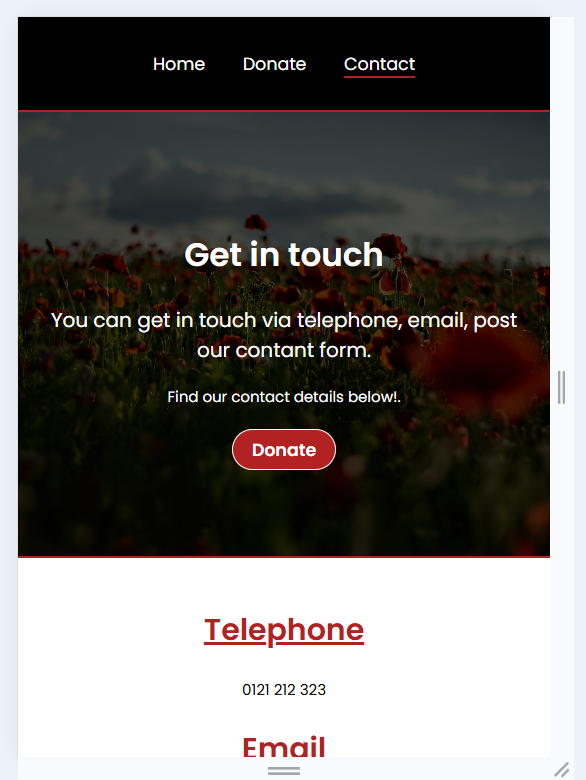 Home Donate Contact
Get in touch
You can get in touch via telephone, email, post
our contant form.
Find our contact details below!.
Donate
Telephone
0121 212 323
Email